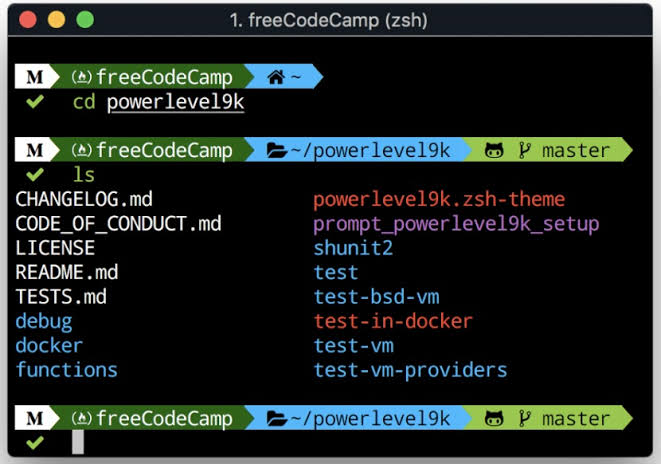 1. freeCodeCamp (zsh)
M (🔥) freeCodeCamp ~
✔ cd powerlevel9k
M (🔥) freeCodeCamp ~/powerlevel9k master
✔ ls
CHANGELOG.md powerlevel9k.zsh-theme
CODE_OF_CONDUCT.md prompt_powerlevel9k_setup
LICENSE shunit2
README.md test
TESTS.md test-bsd-vm
debug test-in-docker
docker test-vm
functions test-vm-providers
M (🔥) freeCodeCamp ~/powerlevel9k master
✔